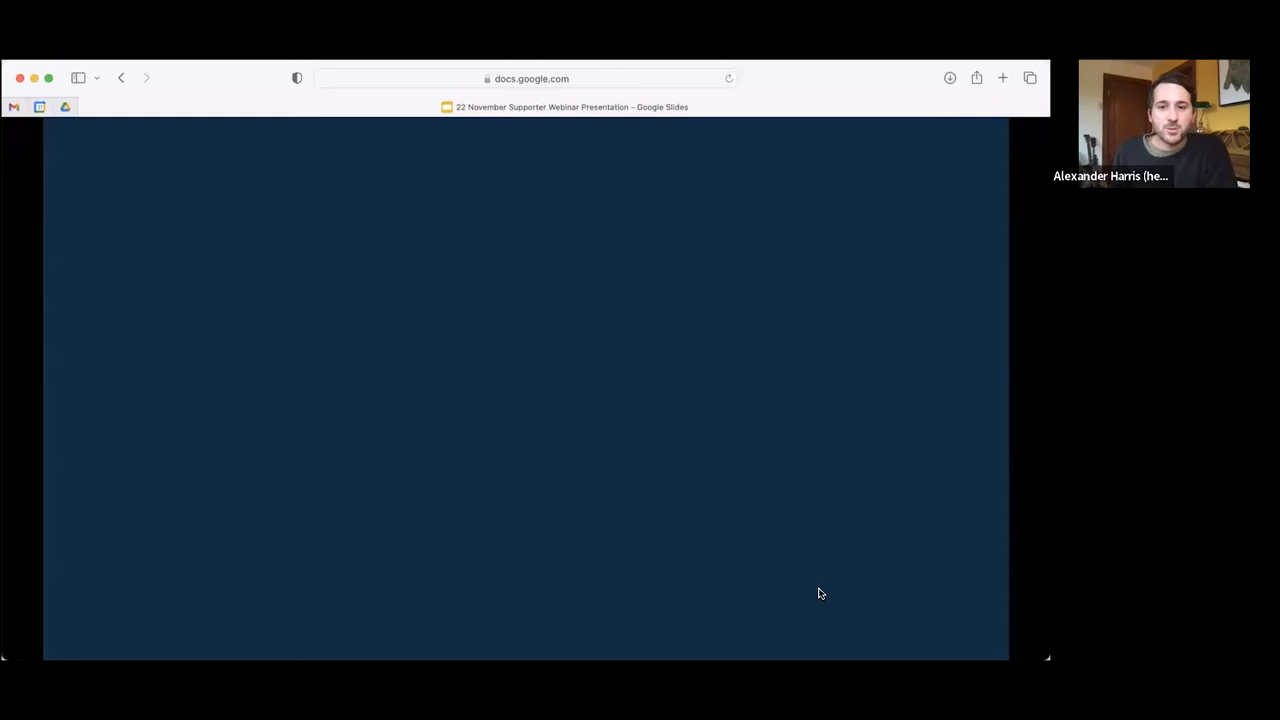 docs.google.com
22 November Supporter Webinar Presentation - Google Slides
Alexander Harris (he...